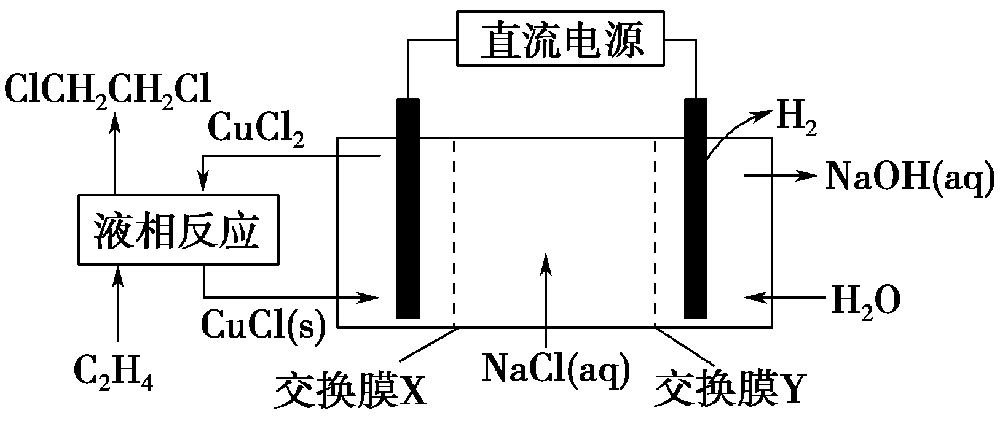 直流电源
ClCH₂CH₂Cl
CuCl₂
H₂
NaOH(aq)
液相反应
H₂O
CuCl(s)
C₂H₄
NaCl(aq)
交换膜X
交换膜Y